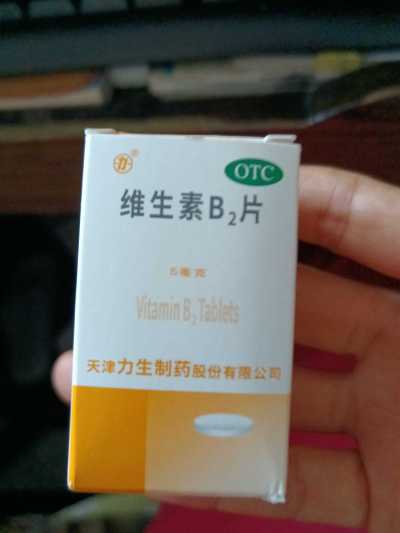 力®
OTC
维生素B₂片
5毫克
Vitamin B₂ Tablets
天津力生制药股份有限公司